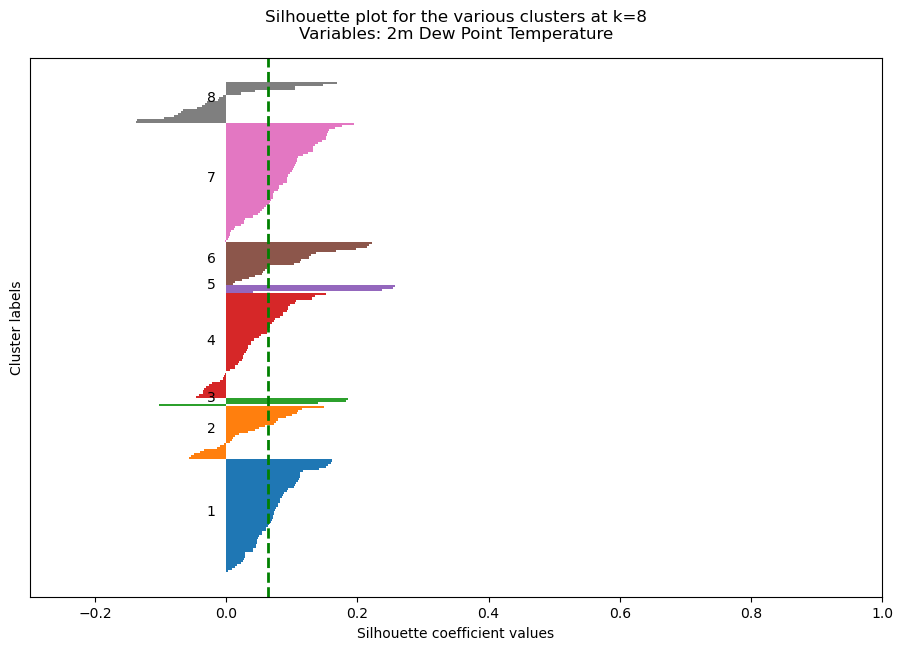 Silhouette plot for the various clusters at k=8
Variables: 2m Dew Point Temperature
Cluster labels
8
7
6
5
4
3
2
1
−0.2 0.0 0.2 0.4 0.6 0.8 1.0
Silhouette coefficient values